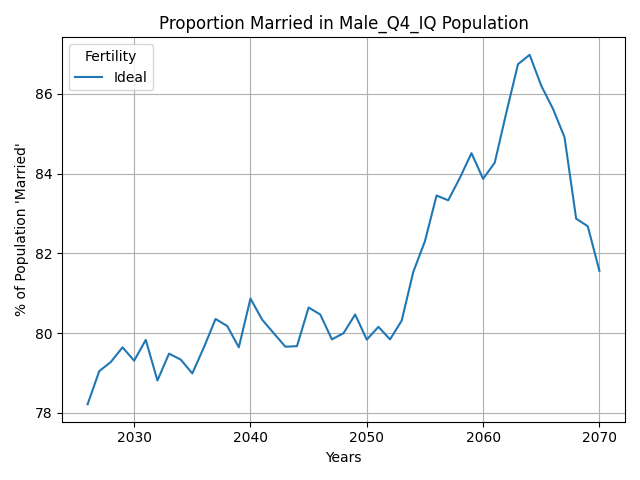 Proportion Married in Male_Q4_IQ Population
Fertility
Ideal
% of Population 'Married'
86
84
82
80
78
2030 2040 2050 2060 2070
Years